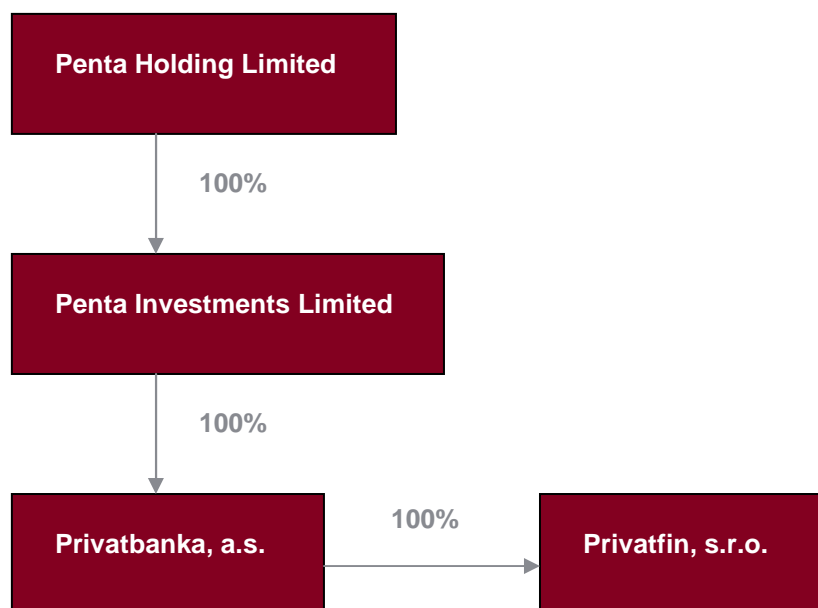 Penta Holding Limited
100%
Penta Investments Limited
100%
Privatbanka, a.s.
100%
Privatfin, s.r.o.